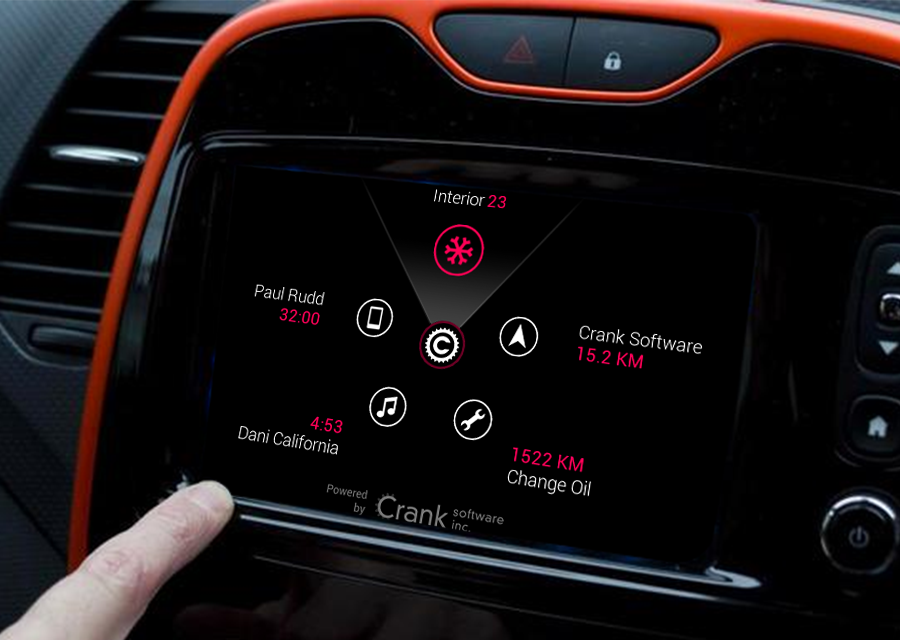 Interior 23
Paul Rudd
32:00
Crank Software
15.2 KM
4:53
Dani California
1522 KM
Change Oil
Powered by Crank software inc.